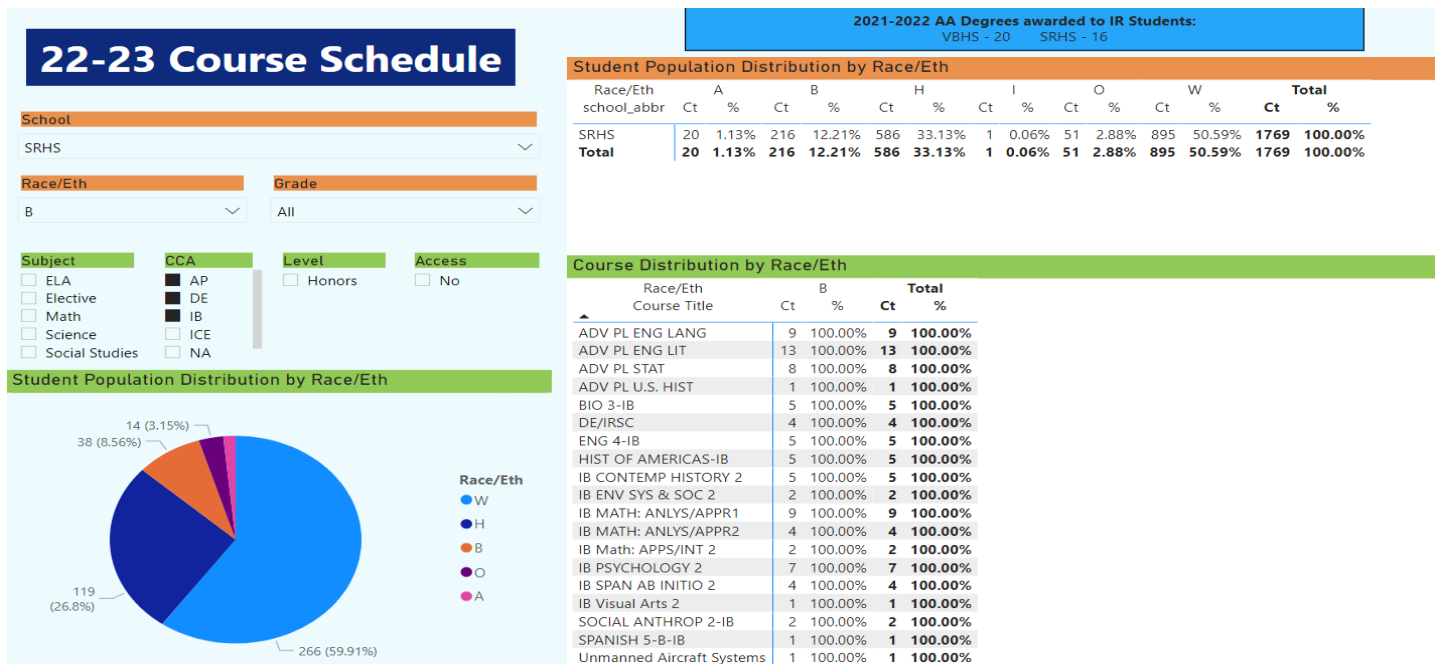 22-23 Course Schedule
2021-2022 AA Degrees awarded to IR Students:
VBHS - 20 SRHS - 16
School
SRHS
Race/Eth
B
Grade
All
Subject
ELA
Elective
Math
Science
Social Studies
CCA
AP
DE
IB
ICE
NA
Level
Honors
Access
No
Student Population Distribution by Race/Eth
14 (3.15%)
38 (8.56%)
119
(26.8%)
266 (59.91%)
Race/Eth
W
H
B
O
A
Student Population Distribution by Race/Eth
Race/Eth A B H I O W Total
school_abbr Ct % Ct % Ct % Ct % Ct % Ct % Ct %
SRHS 20 1.13% 216 12.21% 586 33.13% 1 0.06% 51 2.88% 895 50.59% 1769 100.00%
Total 20 1.13% 216 12.21% 586 33.13% 1 0.06% 51 2.88% 895 50.59% 1769 100.00%
Course Distribution by Race/Eth
Race/Eth B Total
Course Title Ct % Ct %
ADV PL ENG LANG 9 100.00% 9 100.00%
ADV PL ENG LIT 13 100.00% 13 100.00%
ADV PL STAT 8 100.00% 8 100.00%
ADV PL U.S. HIST 1 100.00% 1 100.00%
BIO 3-IB 5 100.00% 5 100.00%
DE/IRSC 4 100.00% 4 100.00%
ENG 4-IB 5 100.00% 5 100.00%
HIST OF AMERICAS-IB 5 100.00% 5 100.00%
IB CONTEMP HISTORY 2 5 100.00% 5 100.00%
IB ENV SYS & SOC 2 2 100.00% 2 100.00%
IB MATH: ANLYS/APPR1 9 100.00% 9 100.00%
IB MATH: ANLYS/APPR2 4 100.00% 4 100.00%
IB Math: APPS/INT 2 2 100.00% 2 100.00%
IB PSYCHOLOGY 2 7 100.00% 7 100.00%
IB SPAN AB INITIO 2 4 100.00% 4 100.00%
IB Visual Arts 2 1 100.00% 1 100.00%
SOCIAL ANTHROP 2-IB 2 100.00% 2 100.00%
SPANISH 5-B-IB 1 100.00% 1 100.00%
Unmanned Aircraft Systems 1 100.00% 1 100.00%